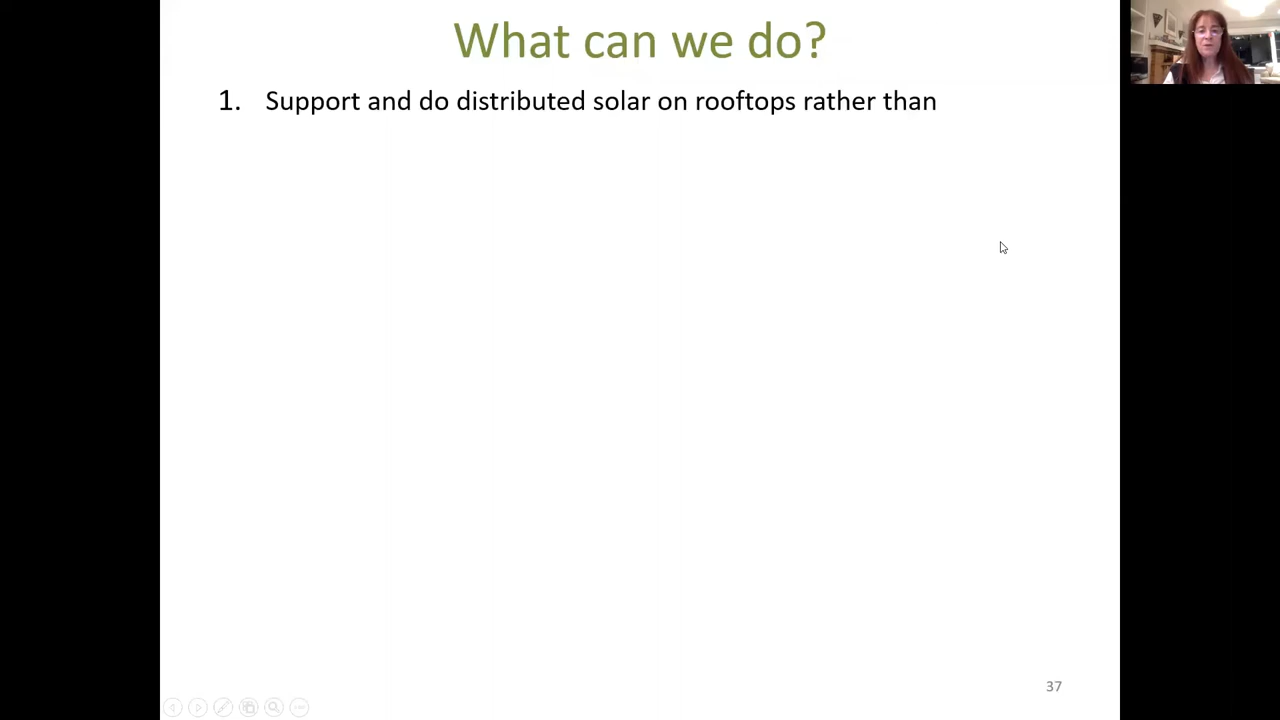 What can we do?
1. Support and do distributed solar on rooftops rather than
37